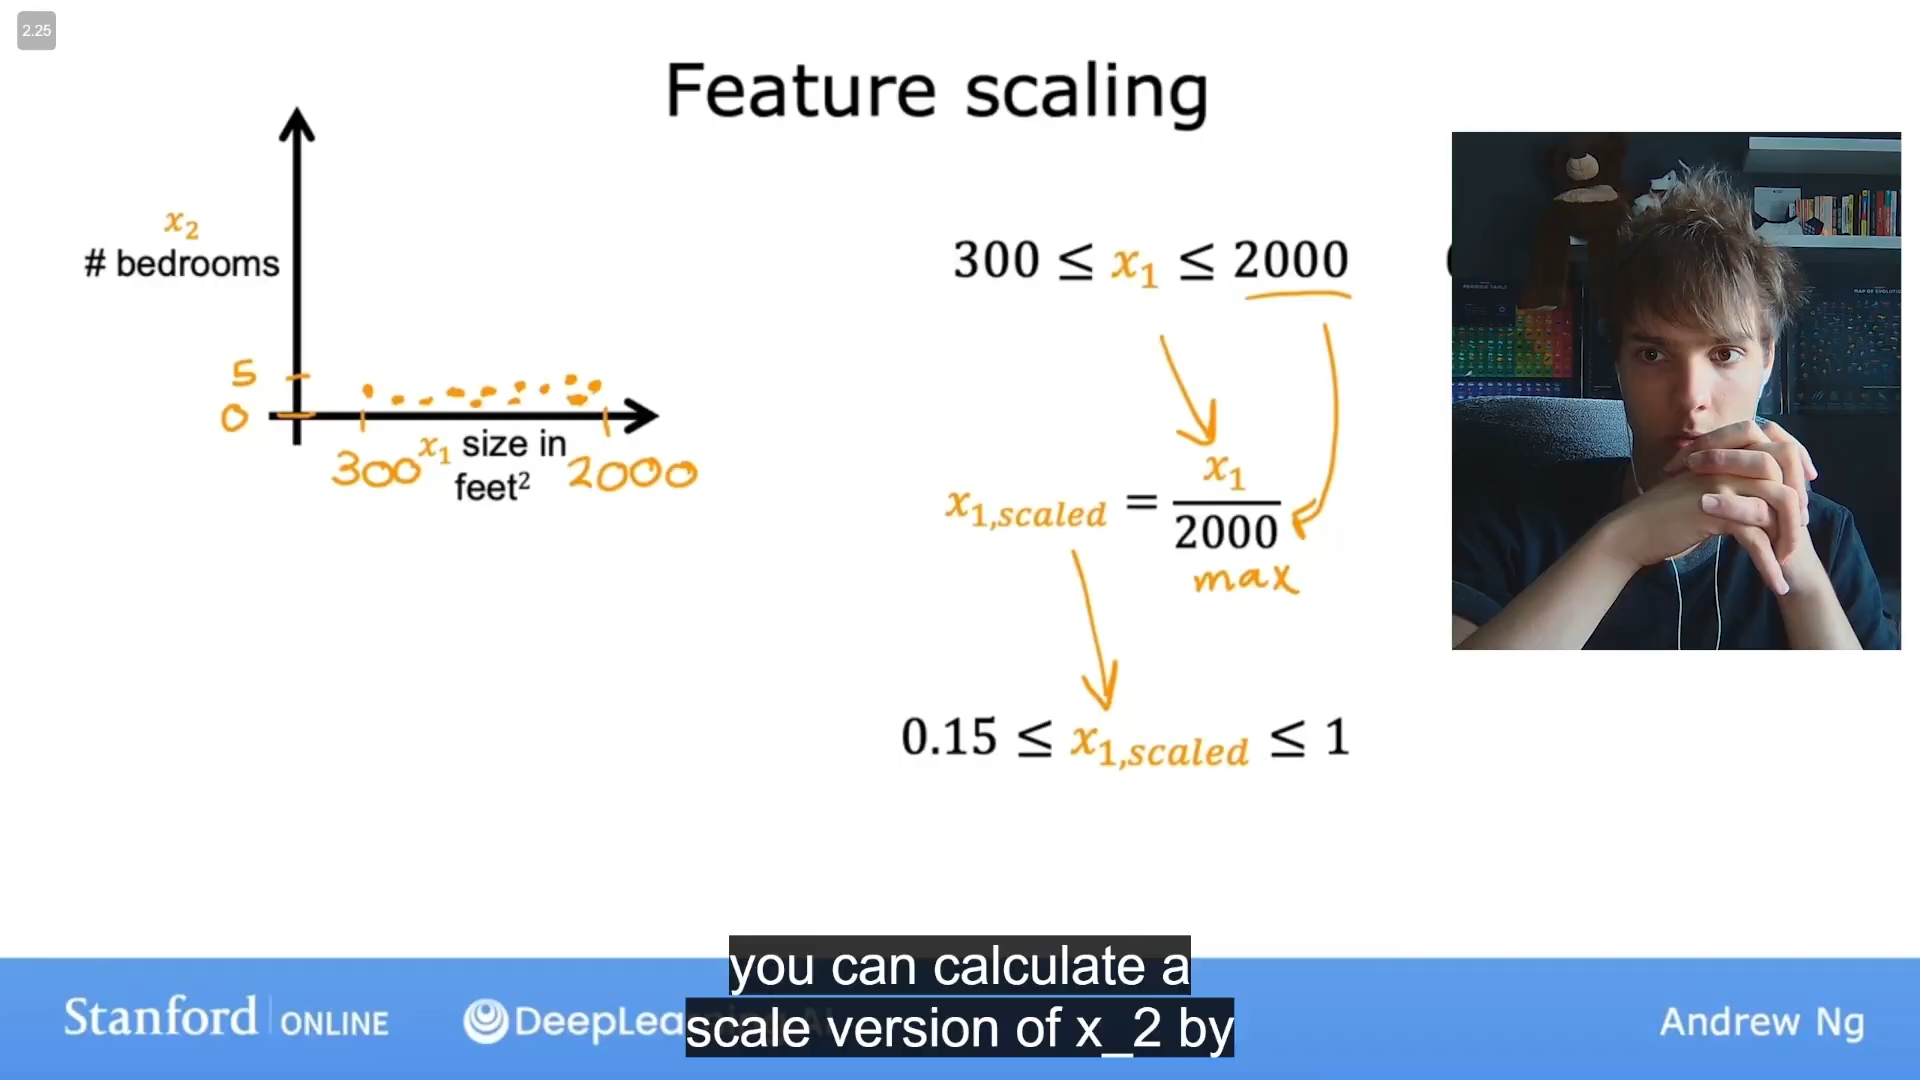 2.25
Feature scaling
x₂
# bedrooms
5
0
300
x₁ size in
feet²
2000
300 ≤ x₁ ≤ 2000
x₁,scaled = x₁ / 2000
max
0.15 ≤ x₁,scaled ≤ 1
PERIODIC TABLE
you can calculate a
scale version of x_2 by
Stanford ONLINE
Andrew Ng